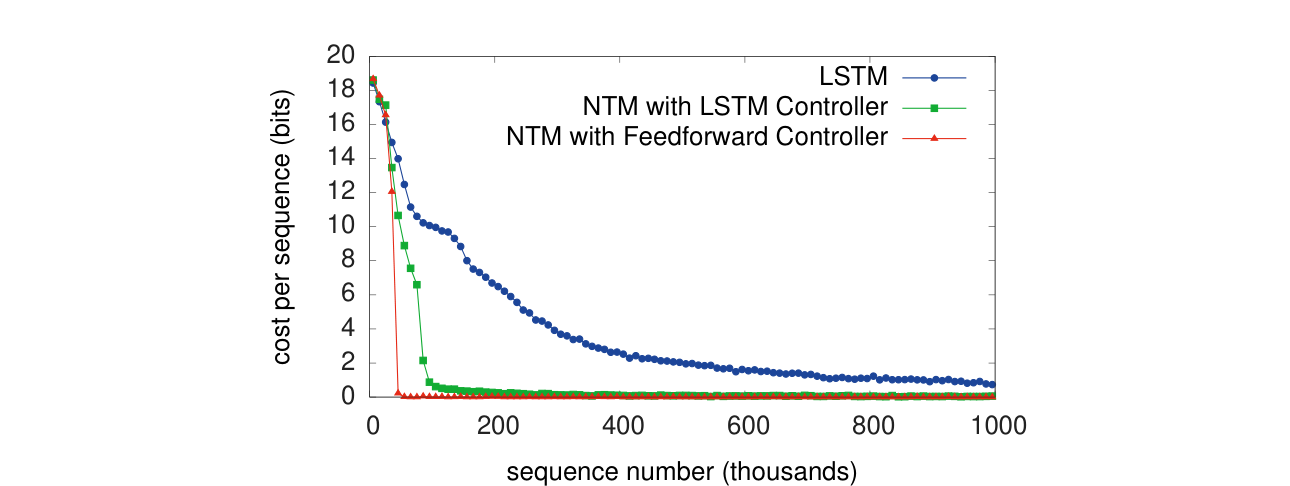 cost per sequence (bits)
20
18
16
14
12
10
8
6
4
2
0
LSTM
NTM with LSTM Controller
NTM with Feedforward Controller
0 200 400 600 800 1000
sequence number (thousands)